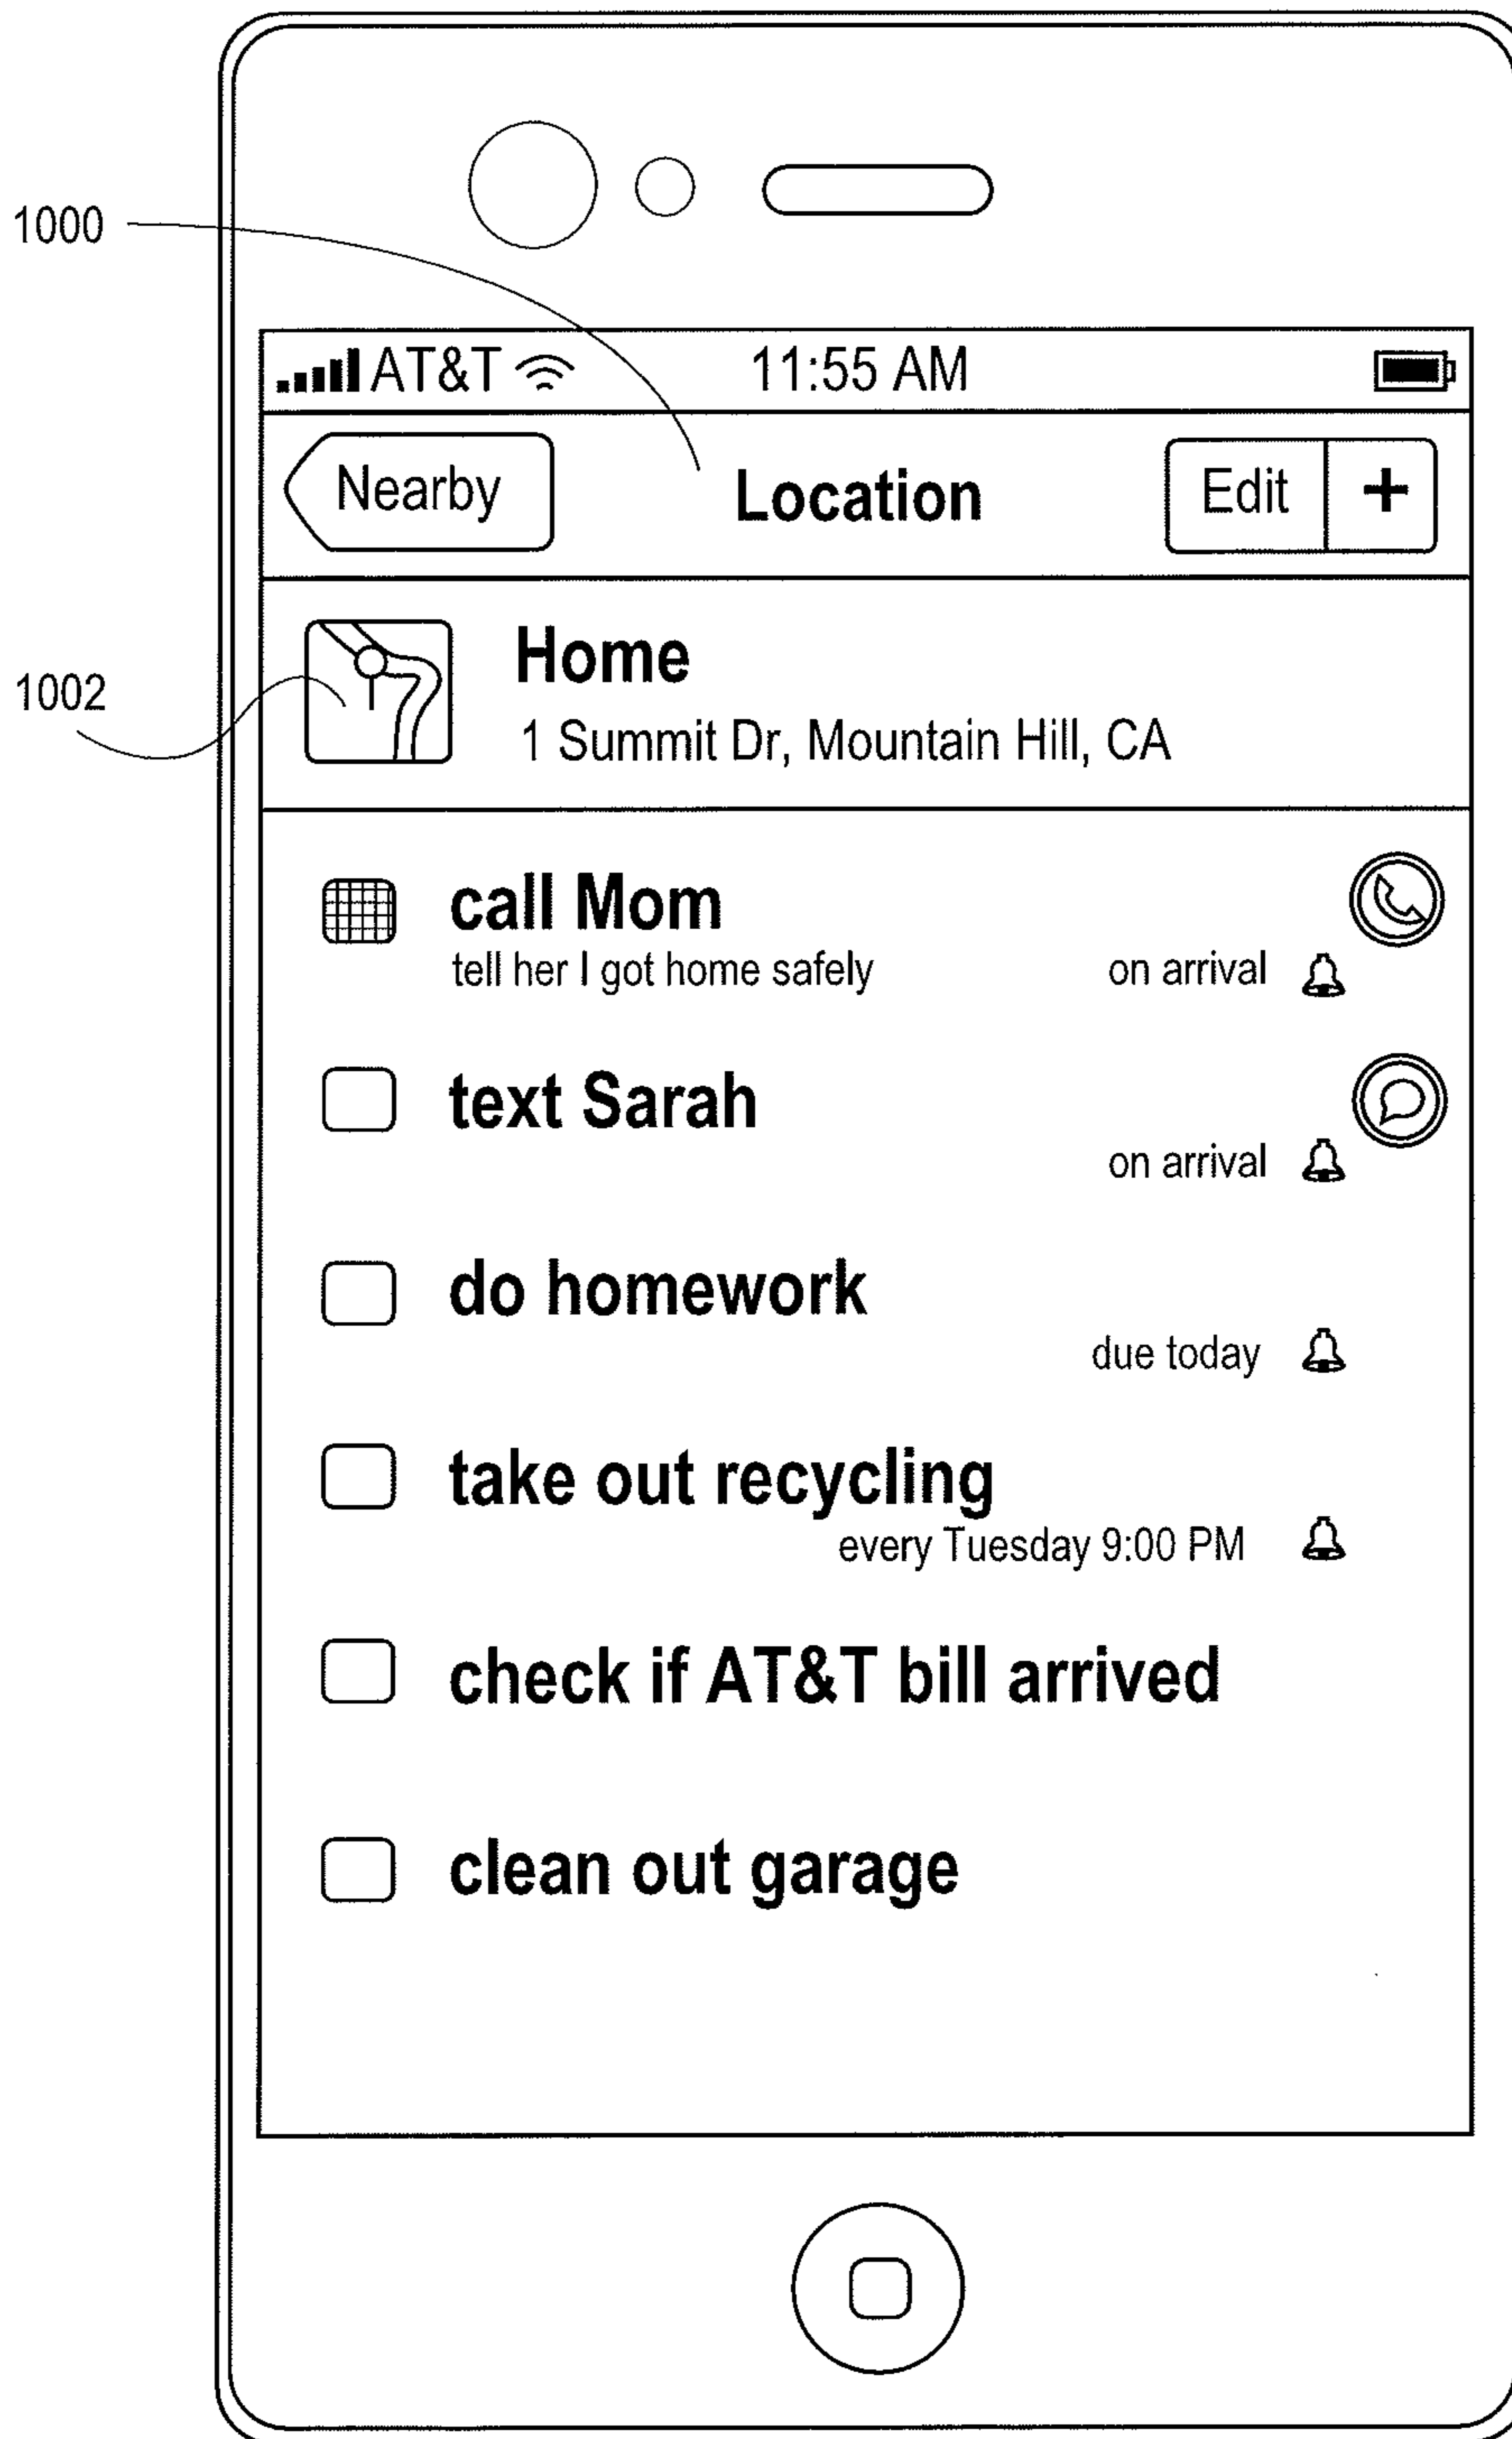 1000
AT&T 11:55 AM
Nearby Location Edit +
1002
Home
1 Summit Dr, Mountain Hill, CA
call Mom
tell her I got home safely on arrival
text Sarah
on arrival
do homework
due today
take out recycling
every Tuesday 9:00 PM
check if AT&T bill arrived
clean out garage